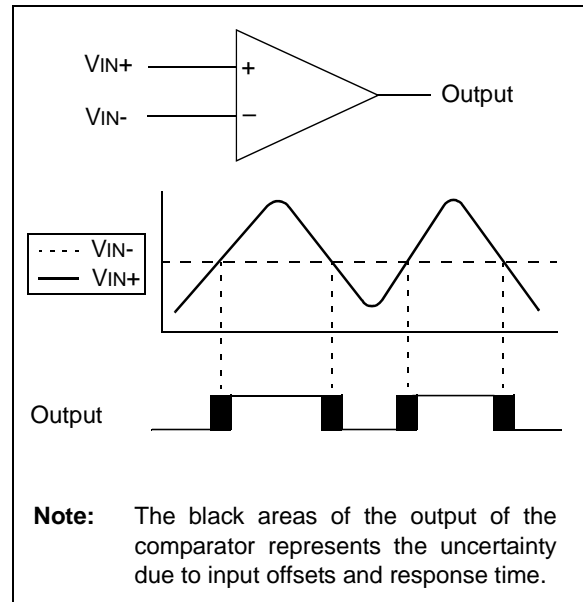 VIN+
+
Output
VIN-
–
VIN-
VIN+
Output
Note: The black areas of the output of the
comparator represents the uncertainty
due to input offsets and response time.